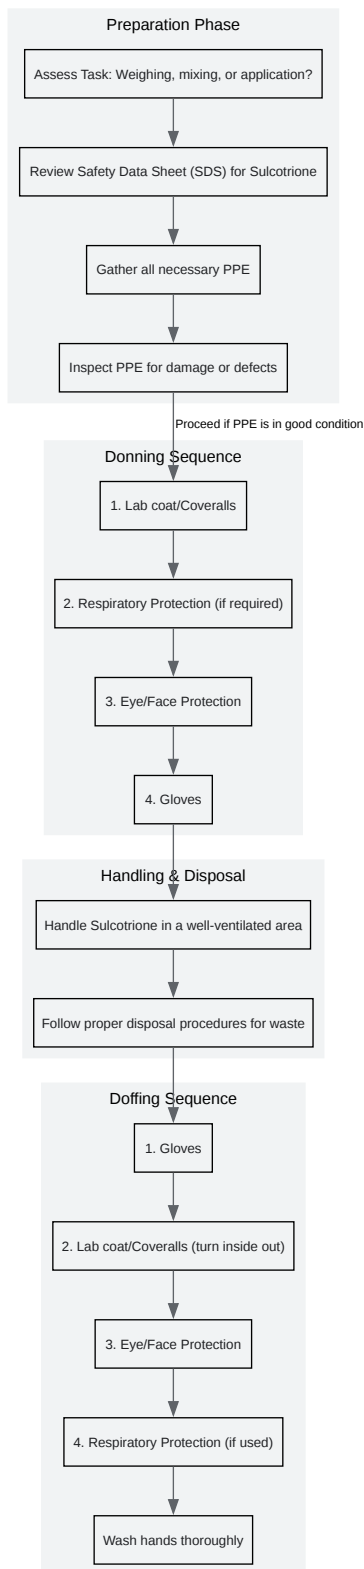 Preparation Phase
Assess Task: Weighing, mixing, or application?
Review Safety Data Sheet (SDS) for Sulcotrione
Gather all necessary PPE
Inspect PPE for damage or defects
Proceed if PPE is in good condition
Donning Sequence
1. Lab coat/Coveralls
2. Respiratory Protection (if required)
3. Eye/Face Protection
4. Gloves
Handling & Disposal
Handle Sulcotrione in a well-ventilated area
Follow proper disposal procedures for waste
Doffing Sequence
1. Gloves
2. Lab coat/Coveralls (turn inside out)
3. Eye/Face Protection
4. Respiratory Protection (if used)
Wash hands thoroughly